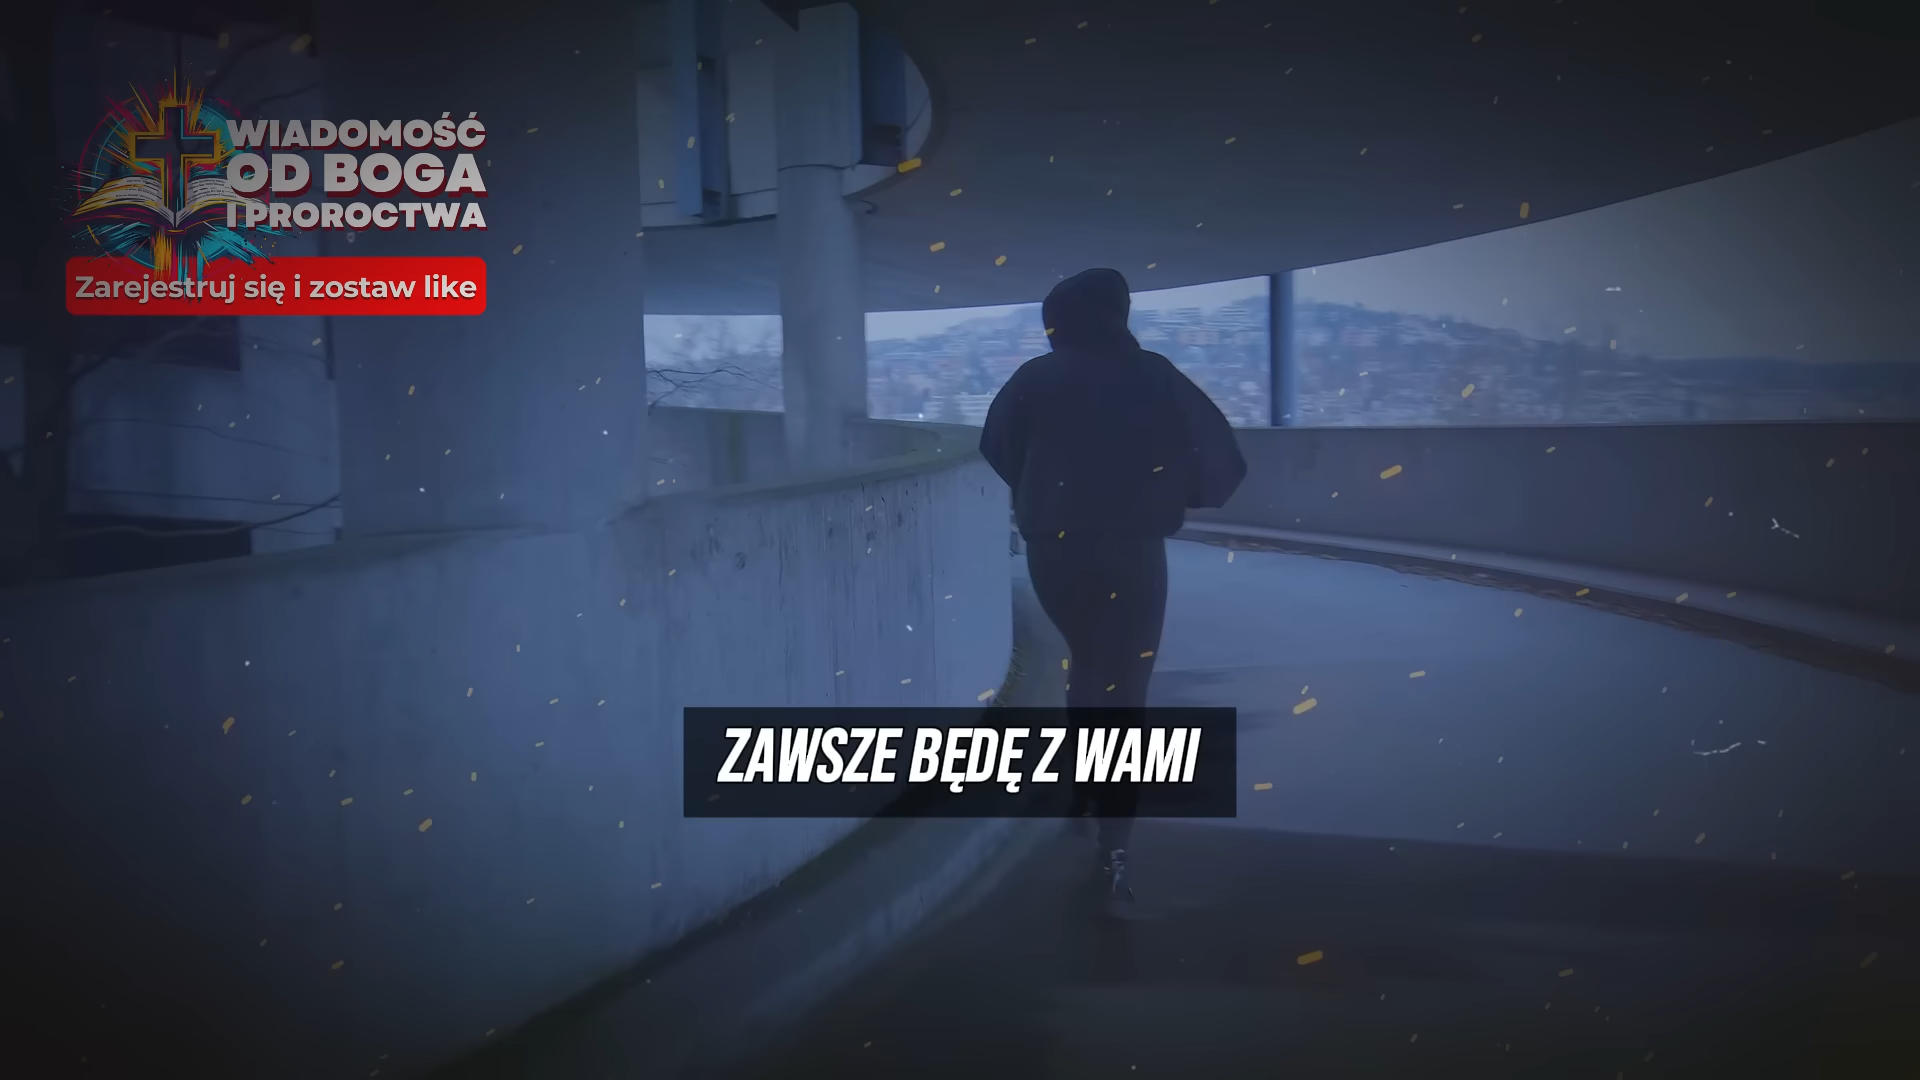 WIADOMOŚĆ
OD BOGA
I PROROCTWA
Zarejestruj się i zostaw like
ZAWSZE BĘDĘ Z WAMI